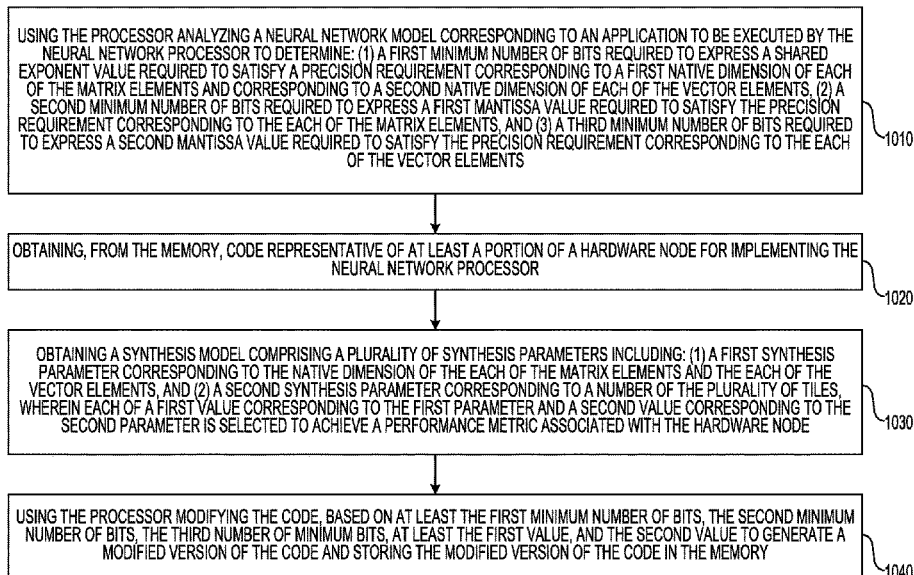 USING THE PROCESSOR ANALYZING A NEURAL NETWORK MODEL CORRESPONDING TO AN APPLICATION TO BE EXECUTED BY THE
NEURAL NETWORK PROCESSOR TO DETERMINE: (1) A FIRST MINIMUM NUMBER OF BITS REQUIRED TO EXPRESS A SHARED
EXPONENT VALUE REQUIRED TO SATISFY A PRECISION REQUIREMENT CORRESPONDING TO A FIRST NATIVE DIMENSION OF EACH
OF THE MATRIX ELEMENTS AND CORRESPONDING TO A SECOND NATIVE DIMENSION OF EACH OF THE VECTOR ELEMENTS, (2) A
SECOND MINIMUM NUMBER OF BITS REQUIRED TO EXPRESS A FIRST MANTISSA VALUE REQUIRED TO SATISFY THE PRECISION
REQUIREMENT CORRESPONDING TO THE EACH OF THE MATRIX ELEMENTS, AND (3) A THIRD MINIMUM NUMBER OF BITS REQUIRED
TO EXPRESS A SECOND MANTISSA VALUE REQUIRED TO SATISFY THE PRECISION REQUIREMENT CORRESPONDING TO THE EACH
OF THE VECTOR ELEMENTS
1010
OBTAINING, FROM THE MEMORY, CODE REPRESENTATIVE OF AT LEAST A PORTION OF A HARDWARE NODE FOR IMPLEMENTING THE
NEURAL NETWORK PROCESSOR
1020
OBTAINING A SYNTHESIS MODEL COMPRISING A PLURALITY OF SYNTHESIS PARAMETERS INCLUDING: (1) A FIRST SYNTHESIS
PARAMETER CORRESPONDING TO THE NATIVE DIMENSION OF THE EACH OF THE MATRIX ELEMENTS AND THE EACH OF THE
VECTOR ELEMENTS, AND (2) A SECOND SYNTHESIS PARAMETER CORRESPONDING TO A NUMBER OF THE PLURALITY OF TILES,
WHEREIN EACH OF A FIRST VALUE CORRESPONDING TO THE FIRST PARAMETER AND A SECOND VALUE CORRESPONDING TO THE
SECOND PARAMETER IS SELECTED TO ACHIEVE A PERFORMANCE METRIC ASSOCIATED WITH THE HARDWARE NODE
1030
USING THE PROCESSOR MODIFYING THE CODE, BASED ON AT LEAST THE FIRST MINIMUM NUMBER OF BITS, THE SECOND MINIMUM
NUMBER OF BITS, THE THIRD NUMBER OF MINIMUM BITS, AT LEAST THE FIRST VALUE, AND THE SECOND VALUE TO GENERATE A
MODIFIED VERSION OF THE CODE AND STORING THE MODIFIED VERSION OF THE CODE IN THE MEMORY
1040